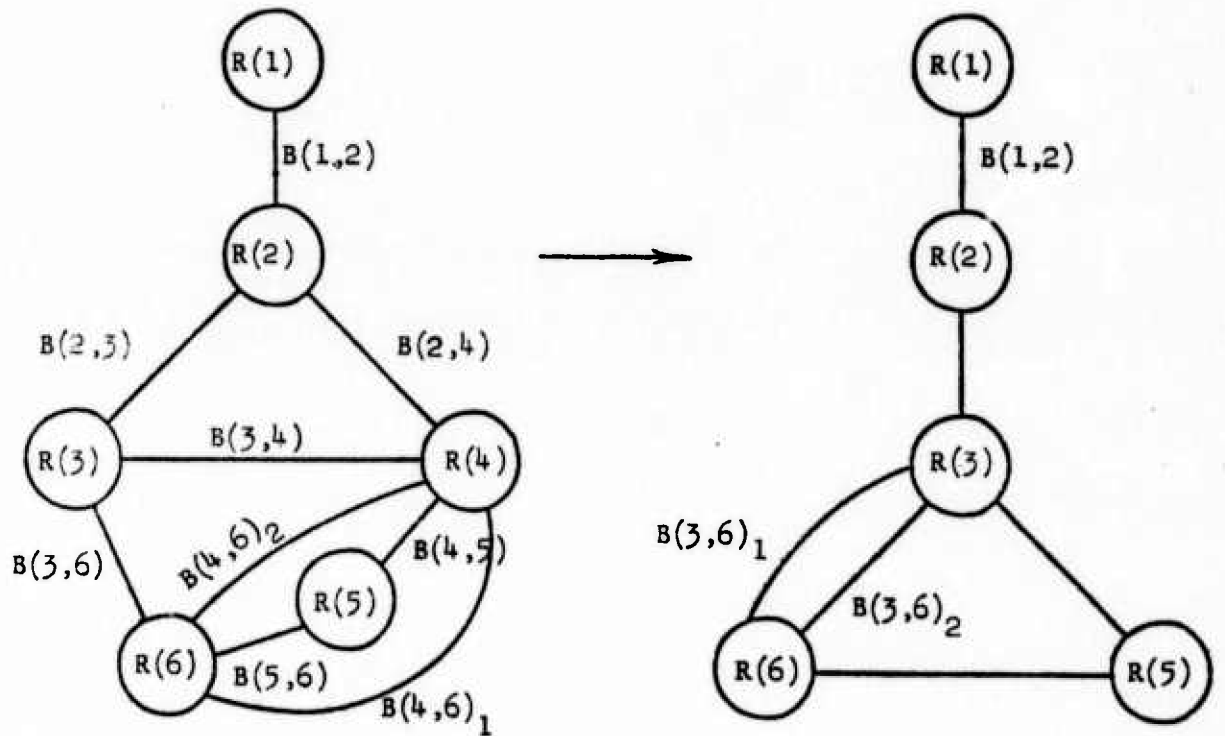 R(1)
B(1,2)
R(2)
B(2,3)
B(2,4)
B(3,4)
R(3)
R(4)
B(3,6)
B(4,6)2
B(4,5)
R(5)
R(6)
B(5,6)
B(4,6)1
R(1)
B(1,2)
R(2)
R(3)
B(3,6)1
B(3,6)2
R(6)
R(5)